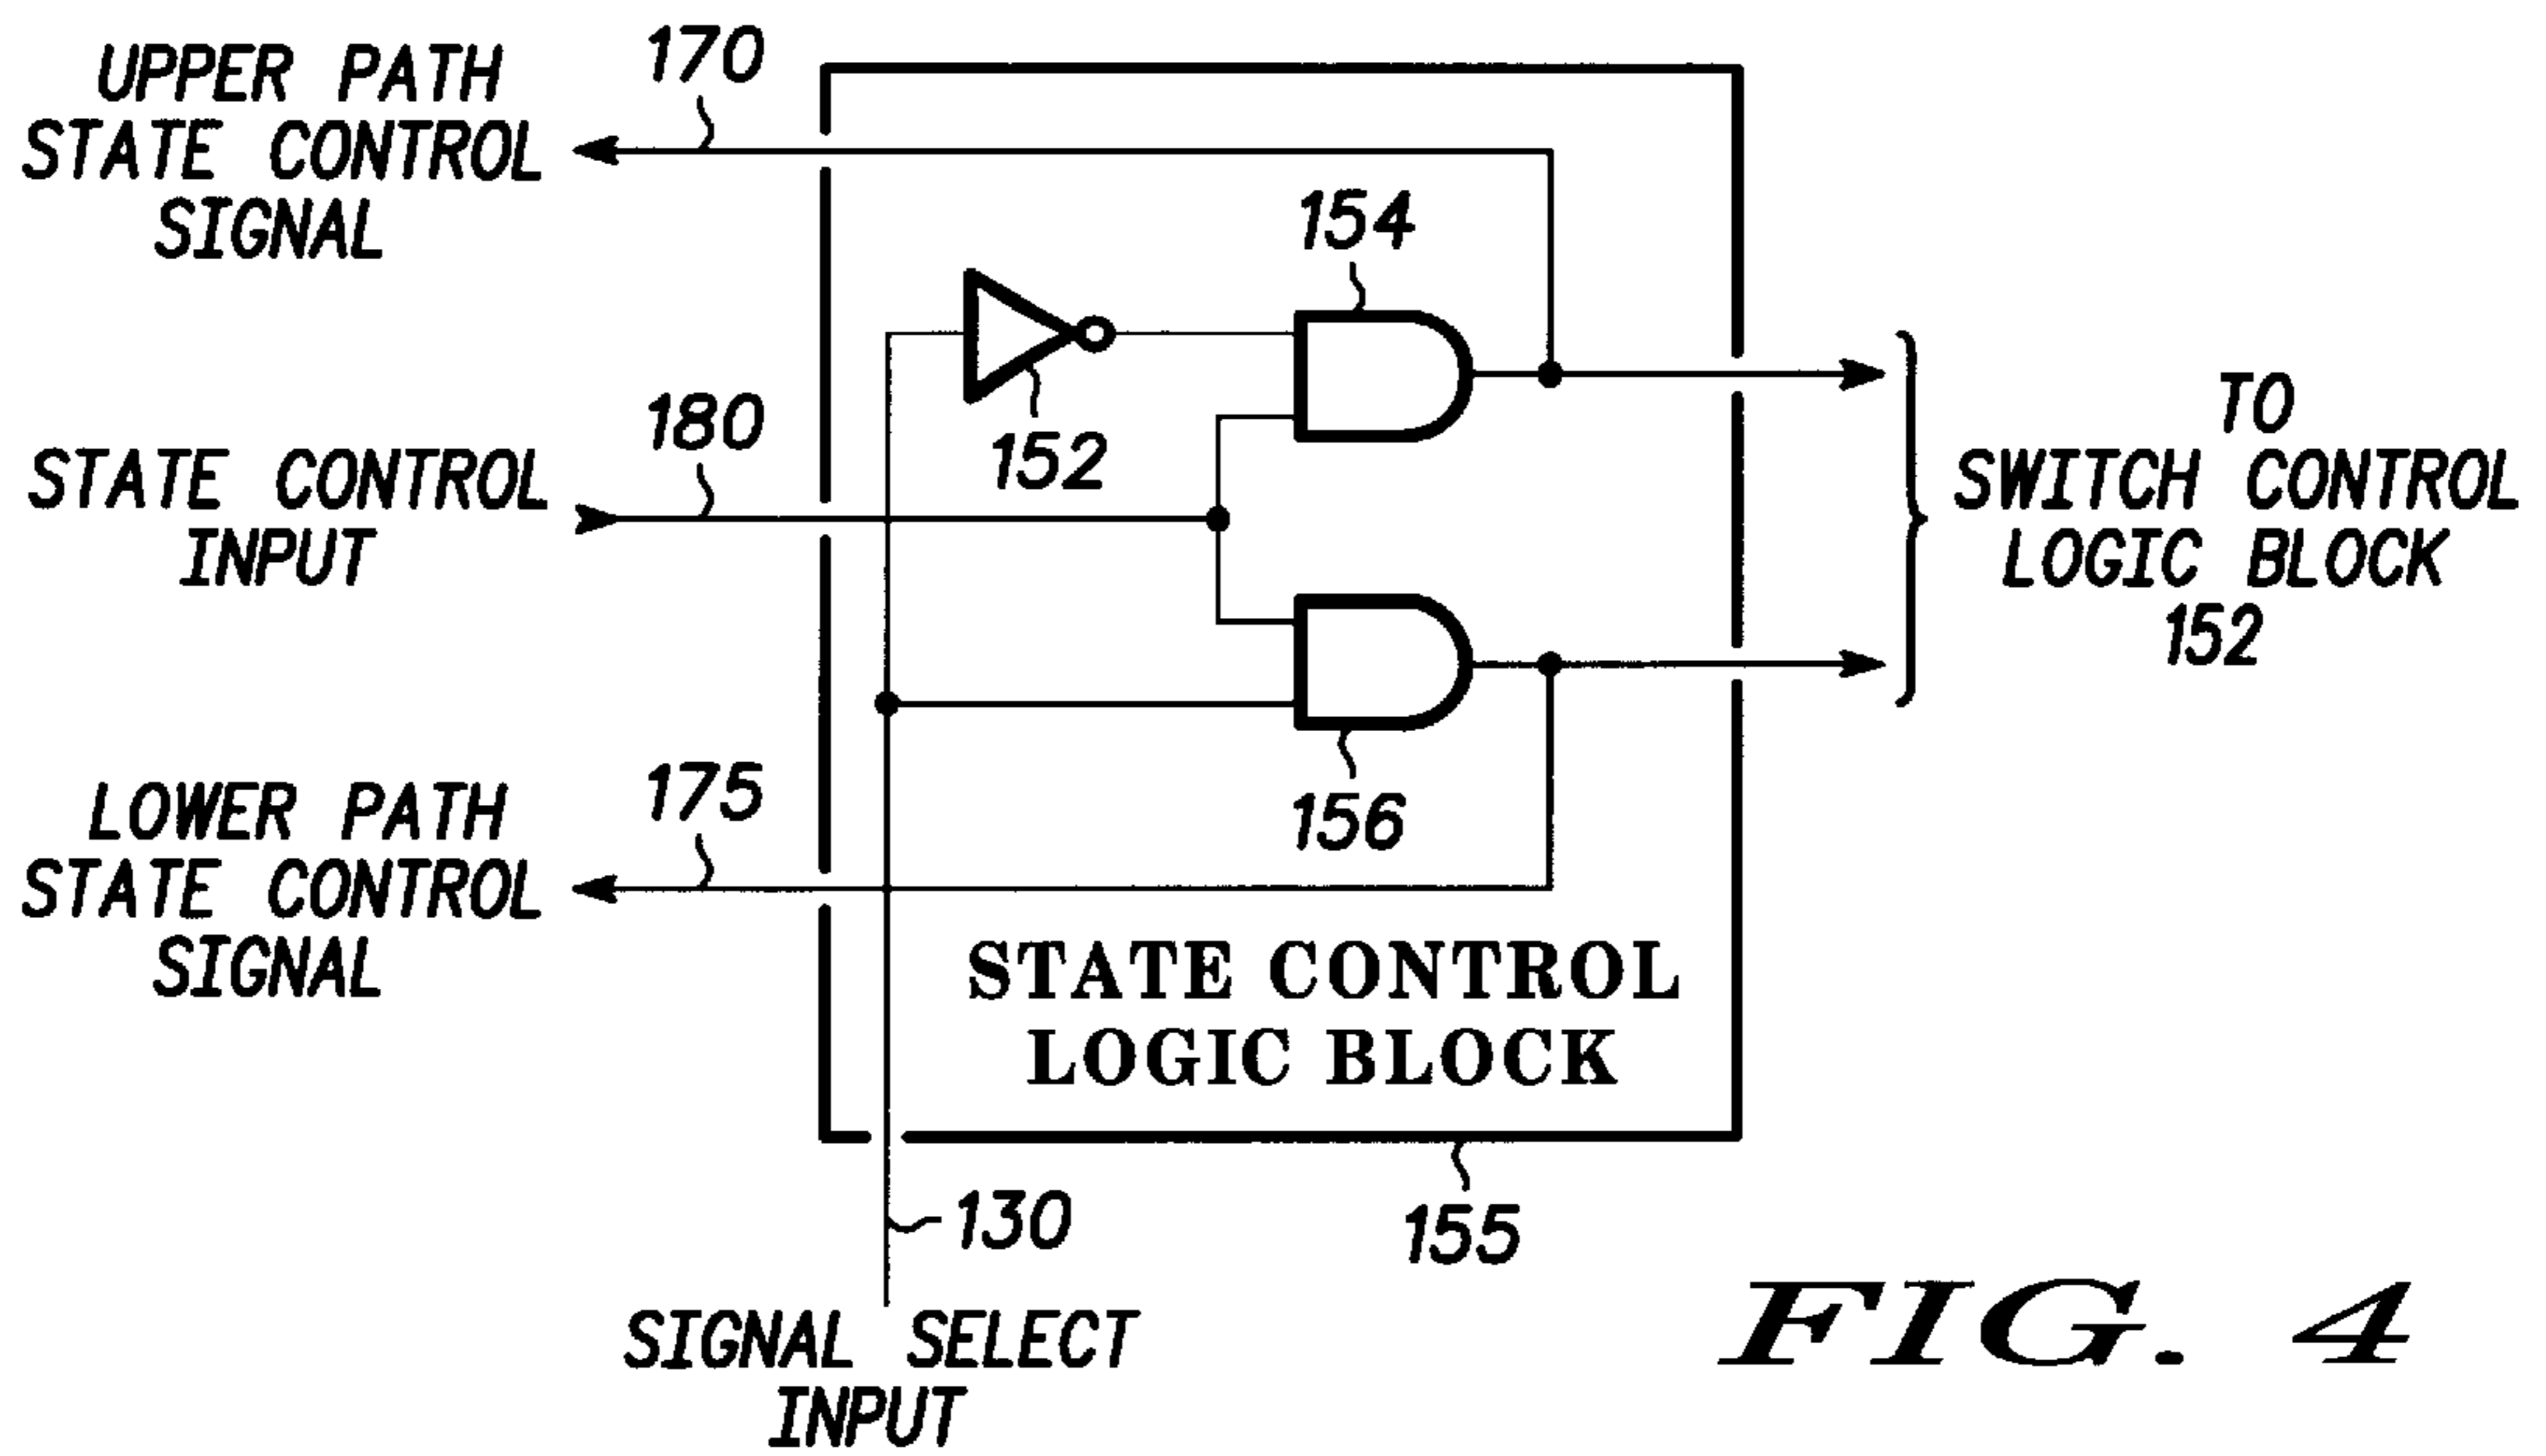 UPPER PATH
STATE CONTROL
SIGNAL
170
154
STATE CONTROL
INPUT
180
152
TO
SWITCH CONTROL
LOGIC BLOCK
152
LOWER PATH
STATE CONTROL
SIGNAL
175
156
STATE CONTROL
LOGIC BLOCK
130
155
SIGNAL SELECT
INPUT
FIG. 4